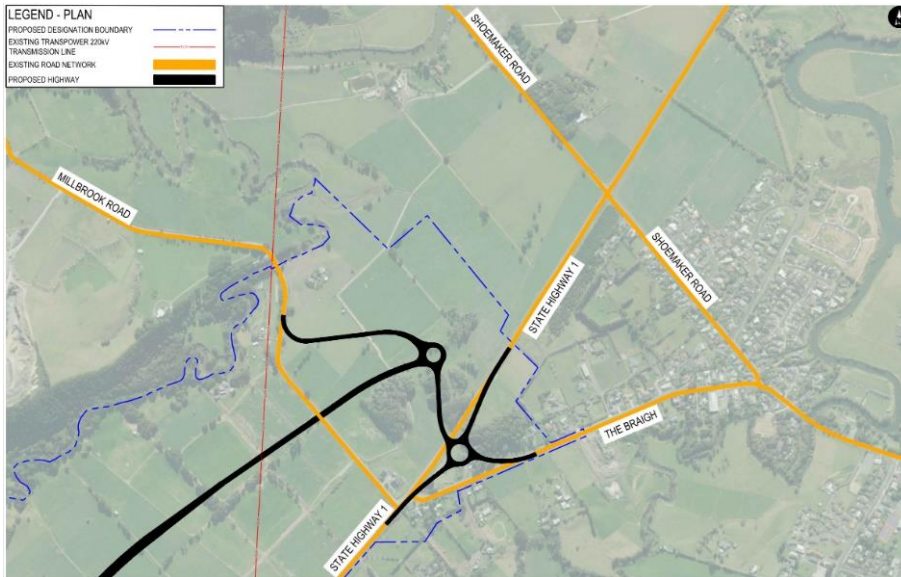 LEGEND - PLAN
PROPOSED DESIGNATION BOUNDARY
EXISTING TRANSPOWER 220kV
TRANSMISSION LINE
EXISTING ROAD NETWORK
PROPOSED HIGHWAY
SHOEMAKER ROAD
MILLBROOK ROAD
SHOEMAKER ROAD
STATE HIGHWAY 1
THE BRAIGH
STATE HIGHWAY 1